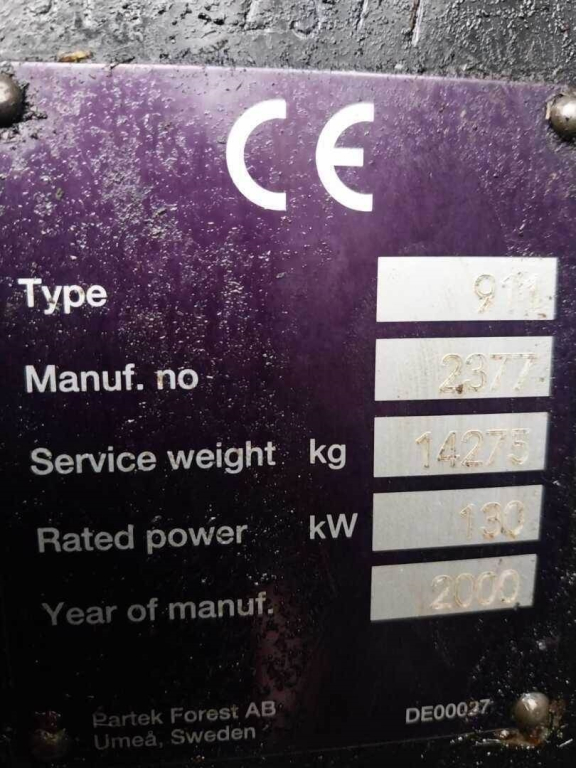 CE
Type 911
Manuf. no 2377
Service weight kg 14275
Rated power kW 130
Year of manuf. 2000
Partek Forest AB DE00027
Umeå, Sweden